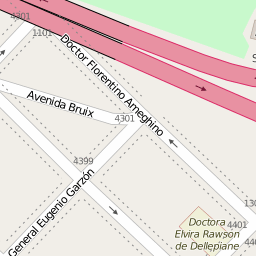 4301
1101
Doctor Florentino Ameghino
Avenida Bruix
4301
4399
General Eugenio Garzón
Doctora
Elvira Rawson
de Dellepiane
4401